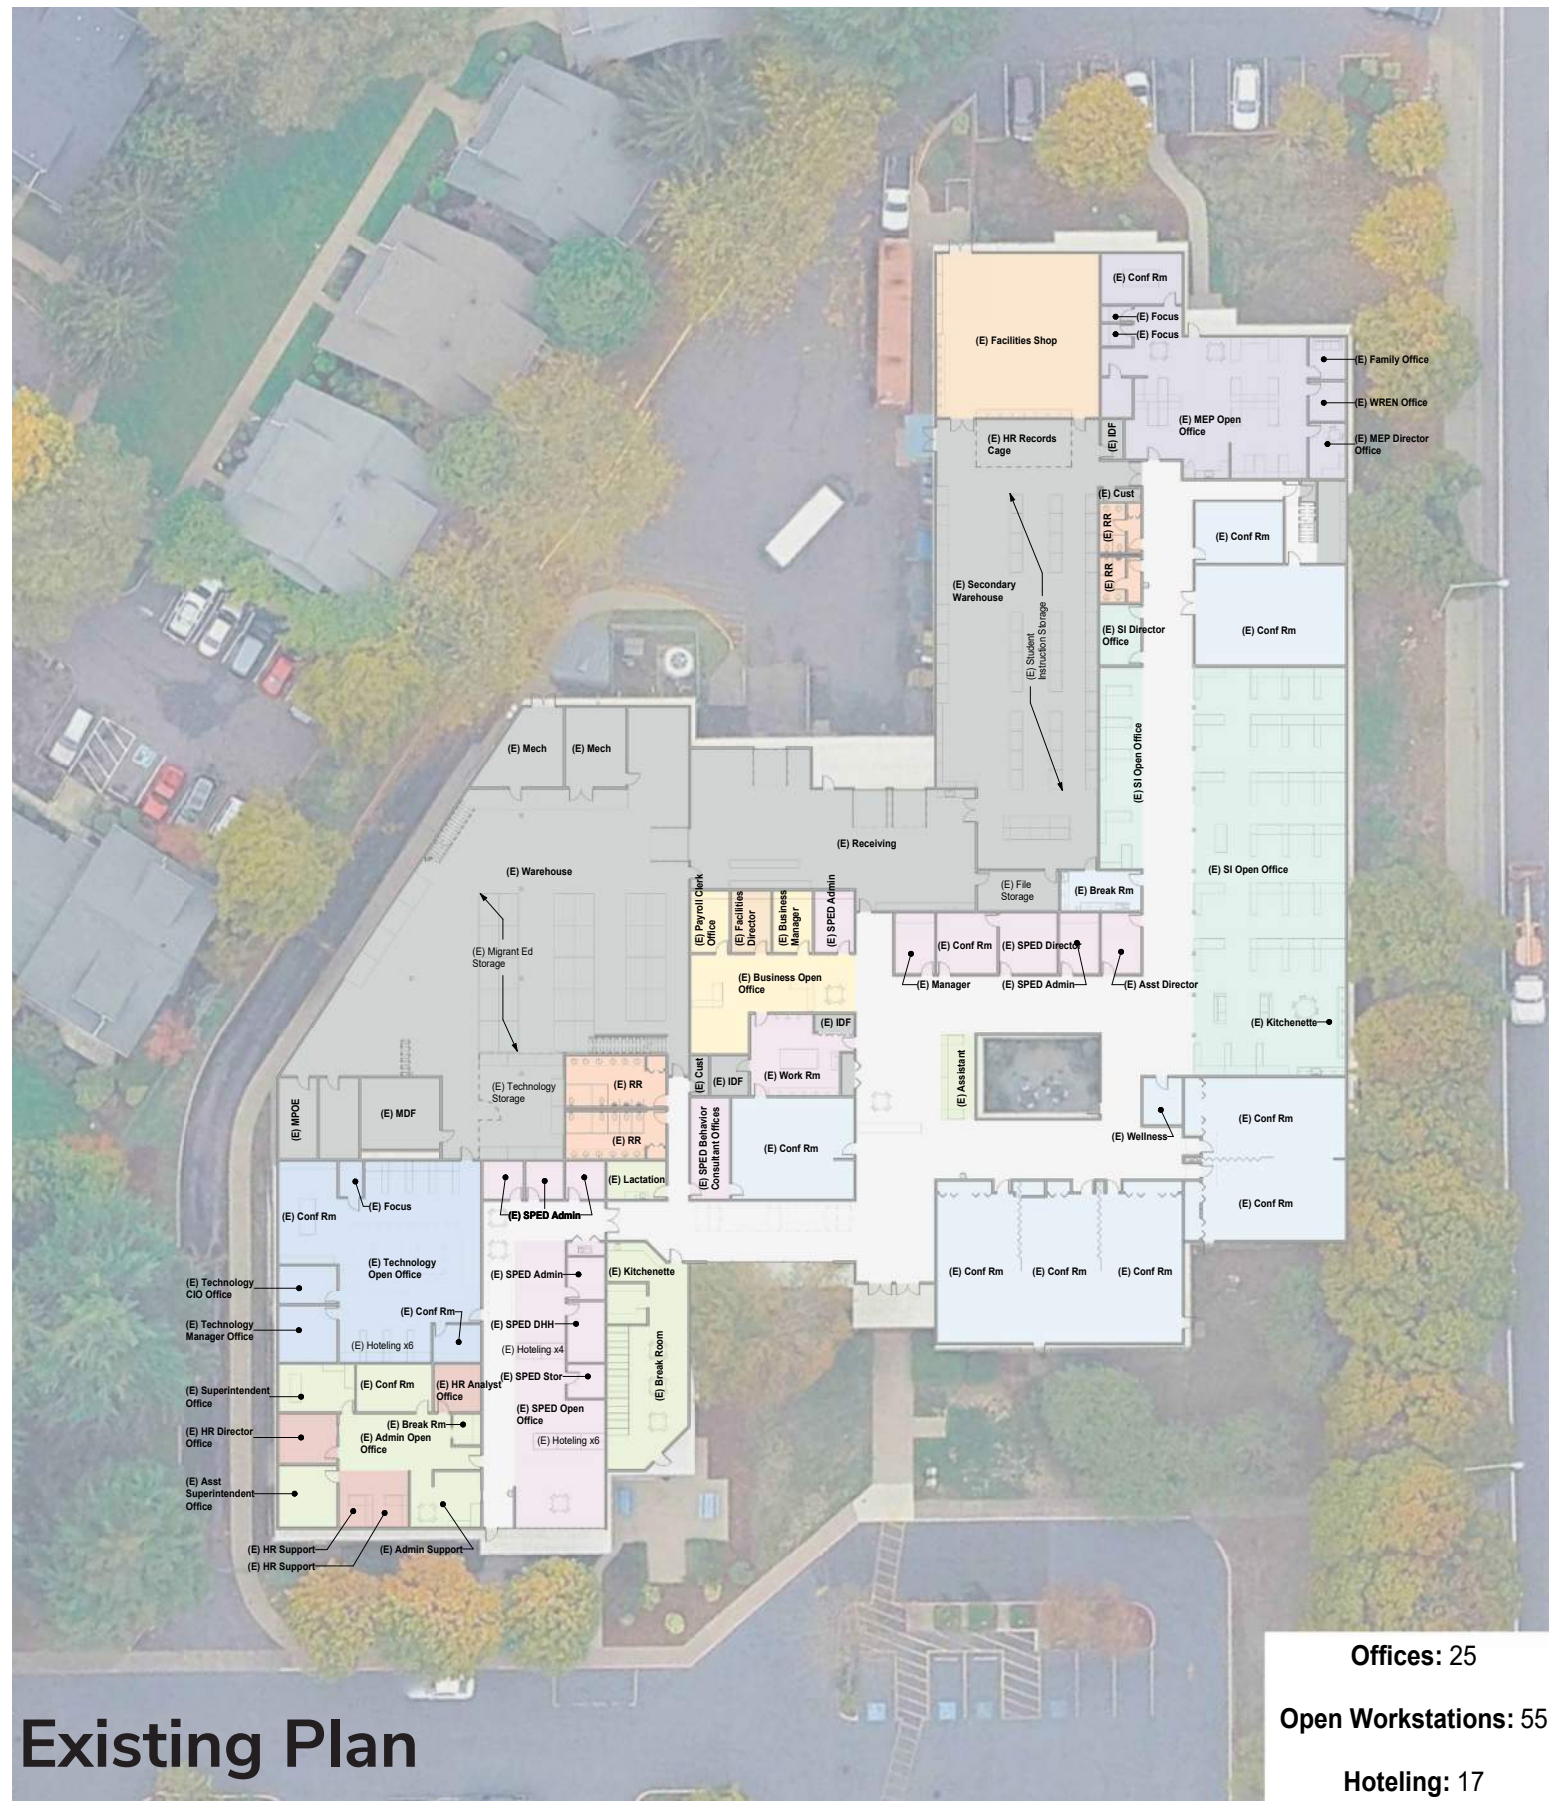 (E) Conf Rm
(E) Focus
(E) Focus
(E) Facilities Shop
(E) Family Office
(E) WREN Office
(E) MEP Open
Office
(E) MEP Director
Office
(E) HR Records
Cage
(E) IDF
(E) Cust
(E) RR
(E) Conf Rm
(E) RR
(E) Secondary
Warehouse
(E) Student
Instruction Storage
(E) SI Director
Office
(E) Conf Rm
(E) Mech
(E) Mech
(E) SI Open Office
(E) Receiving
(E) Warehouse
(E) SI Open Office
(E) File
Storage
(E) Break Rm
(E) Payroll Clerk
Office
(E) Facilities
Director
(E) Business
Manager
(E) SPED Admin
(E) Migrant Ed
Storage
(E) Conf Rm
(E) SPED Director
(E) Business Open
Office
(E) Manager
(E) SPED Admin
(E) Asst Director
(E) IDF
(E) Kitchenette
(E) Technology
Storage
(E) RR
(E) Cust
(E) IDF
(E) Work Rm
(E) Assistant
(E) MPOE
(E) MDF
(E) RR
(E) SPED Behavior
Consultant Offices
(E) Conf Rm
(E) Wellness
(E) Conf Rm
(E) Lactation
(E) Focus
(E) Conf Rm
(E) SPED Admin
(E) Conf Rm
(E) Technology
Open Office
(E) Technology
CIO Office
(E) SPED Admin
(E) Kitchenette
(E) Conf Rm
(E) Conf Rm
(E) Conf Rm
(E) Conf Rm
(E) Technology
Manager Office
(E) SPED DHH
(E) Hoteling x6
(E) Hoteling x4
(E) Break Room
(E) Superintendent
Office
(E) Conf Rm
(E) HR Analyst
Office
(E) SPED Stor
(E) Break Rm
(E) HR Director
Office
(E) Admin Open
Office
(E) SPED Open
Office
(E) Hoteling x6
(E) Asst
Superintendent
Office
(E) HR Support
(E) Admin Support
(E) HR Support
Offices: 25
Open Workstations: 55
Hoteling: 17
Existing Plan